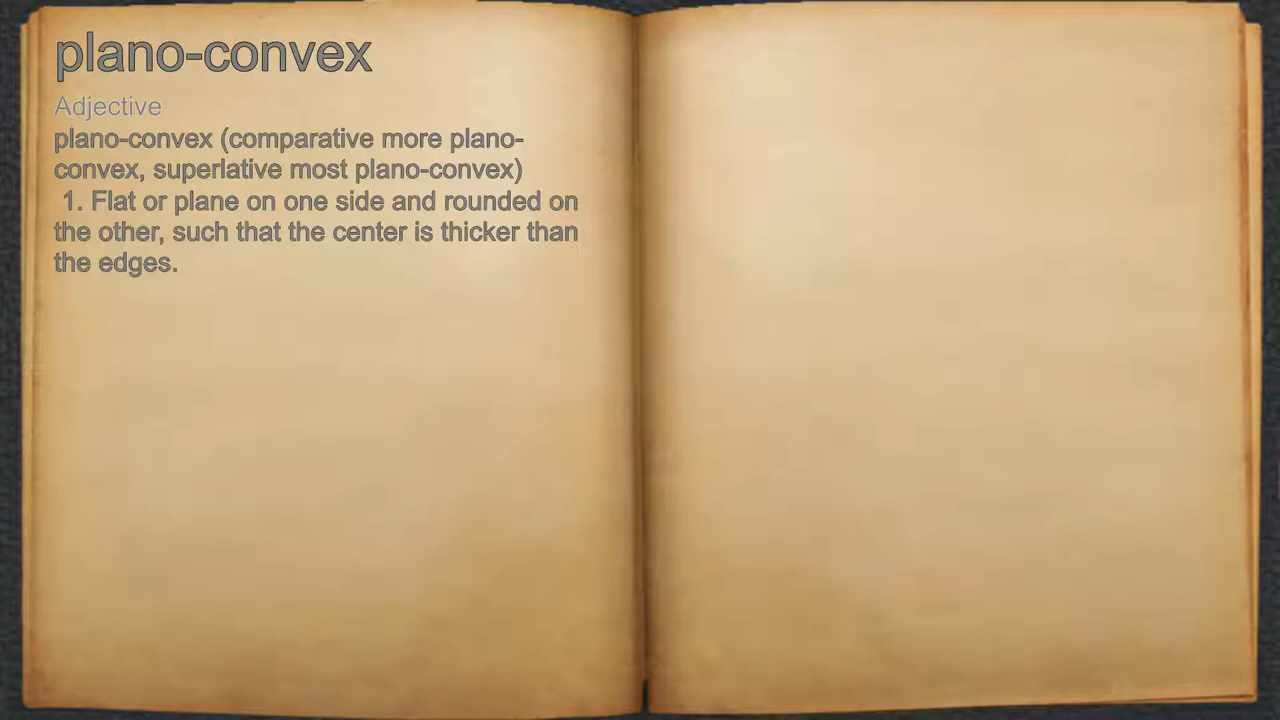 plano-convex
Adjective
plano-convex (comparative more plano-
convex, superlative most plano-convex)
1. Flat or plane on one side and rounded on
the other, such that the center is thicker than
the edges.